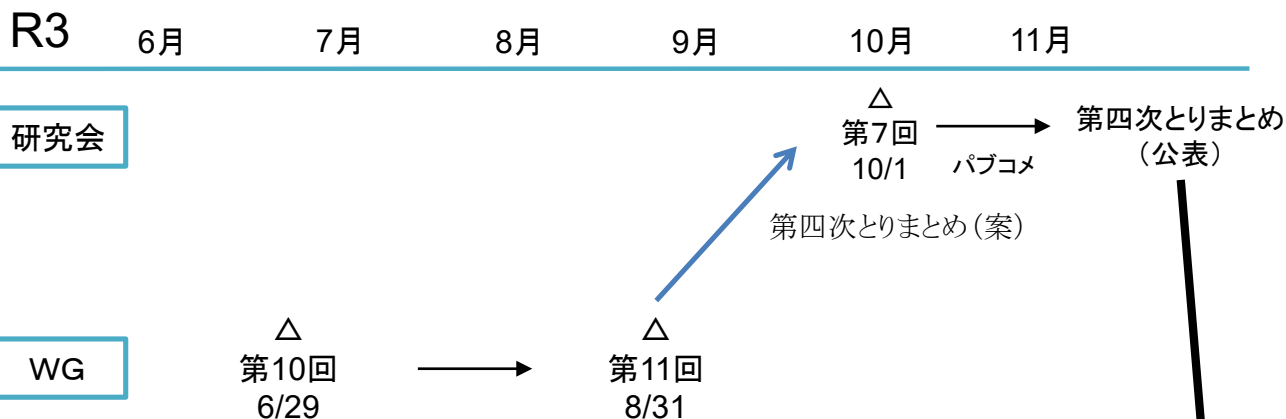 R3 6月 7月 8月 9月 10月 11月
研究会
△
第7回
10/1
パブコメ
第四次とりまとめ
（公表）
第四次とりまとめ（案）
WG
△
第10回
6/29
△
第11回
8/31